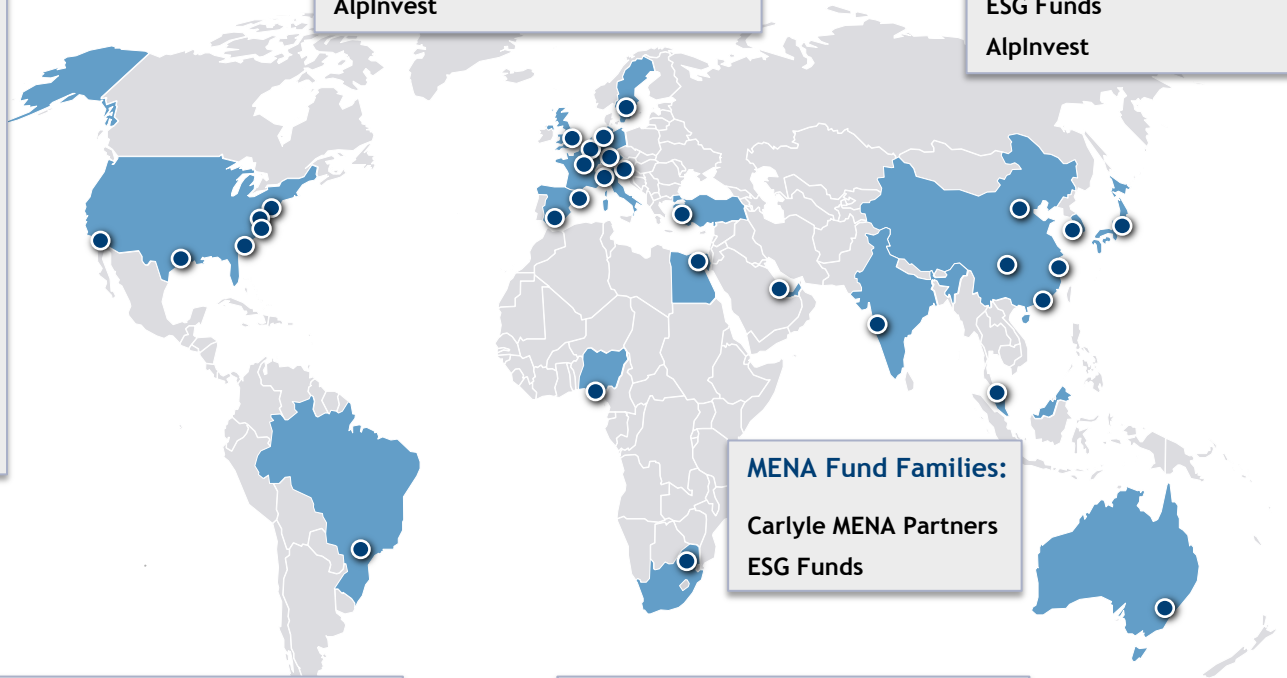 AlpInvest
ESG Funds
AlpInvest
MENA Fund Families:
Carlyle MENA Partners
ESG Funds